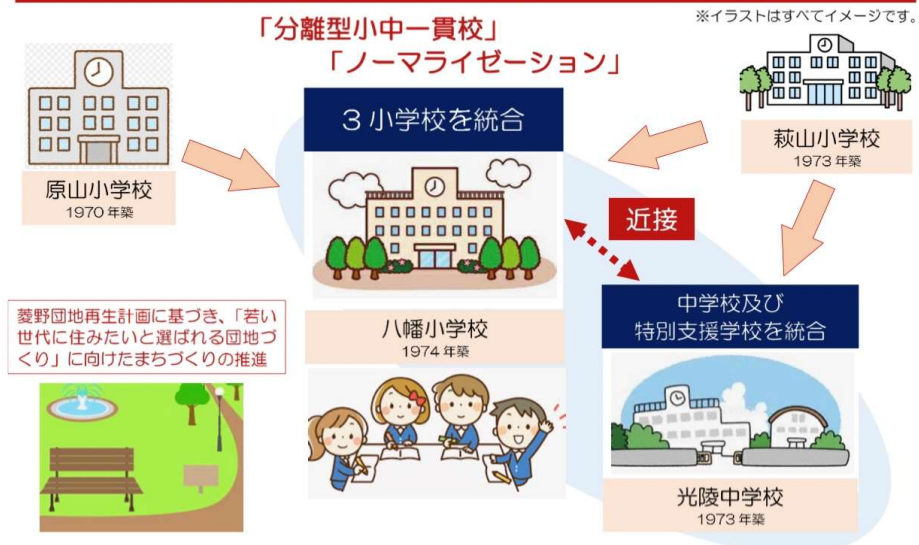 ※イラストはすべてイメージです。
「分離型小中一貫校」
「ノーマライゼーション」
原山小学校
1970年築
3小学校を統合
八幡小学校
1974年築
萩山小学校
1973年築
近接
中学校及び
特別支援学校を統合
光陵中学校
1973年築
菱野団地再生計画に基づき、「若い
世代に住みたいと選ばれる団地づ
くり」に向けたまちづくりの推進